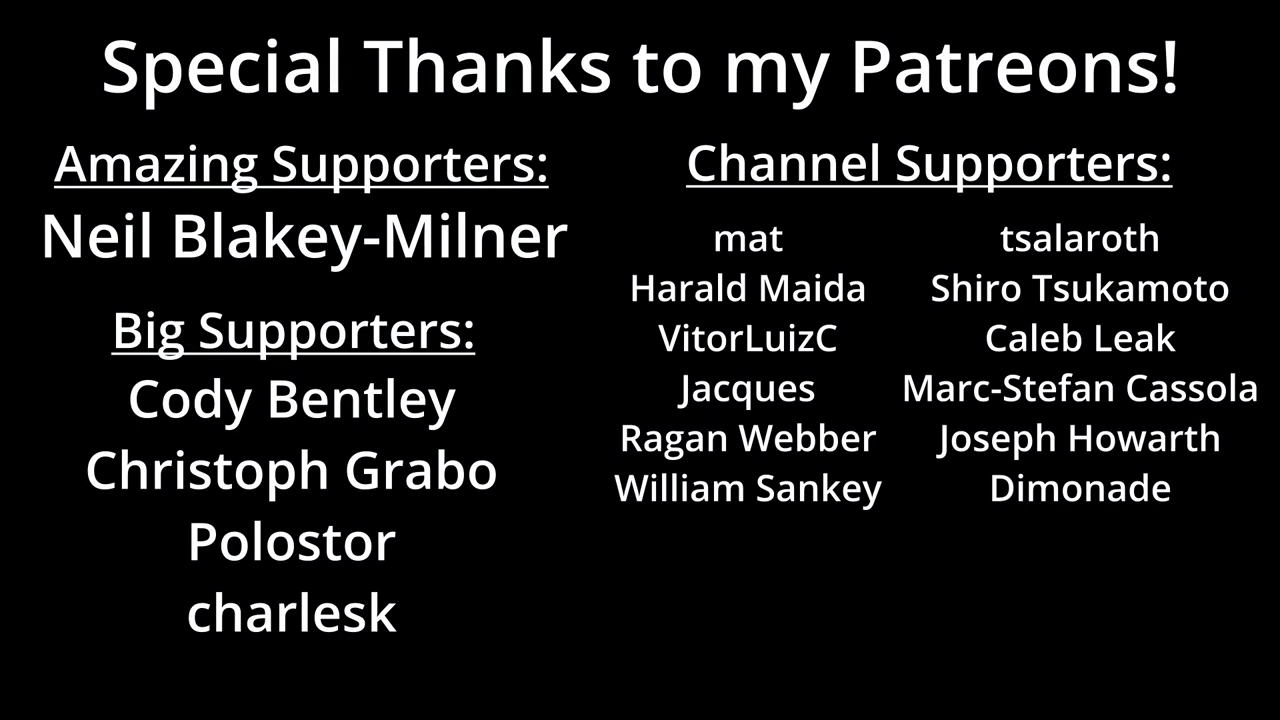 Special Thanks to my Patreons!
Amazing Supporters:
Neil Blakey-Milner
Big Supporters:
Cody Bentley
Christoph Grabo
Polostor
charlesk
Channel Supporters:
mat
Harald Maida
VitorLuizC
Jacques
Ragan Webber
William Sankey
tsalaroth
Shiro Tsukamoto
Caleb Leak
Marc-Stefan Cassola
Joseph Howarth
Dimonade